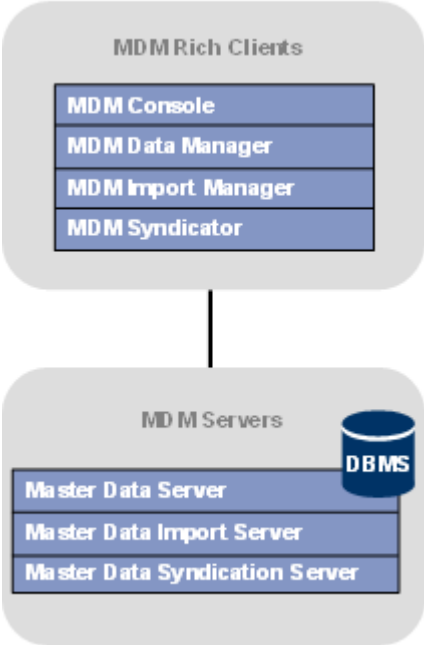 MDM Rich Clients
MDM Console
MDM Data Manager
MDM Import Manager
MDM Syndicator
MDM Servers
DBMS
Master Data Server
Master Data Import Server
Master Data Syndication Server